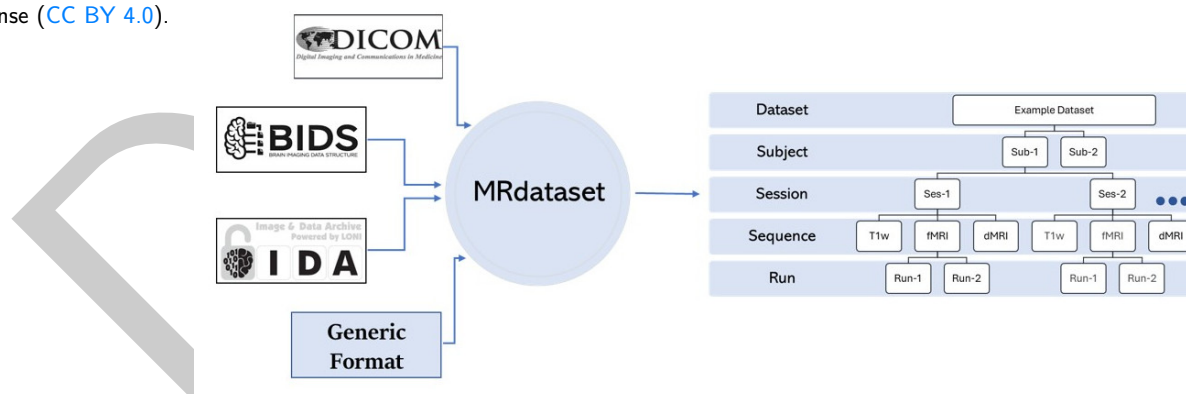 nse (CC BY 4.0).
DICOM
Digital Imaging and Communications in Medicine
BIDS
BRAIN IMAGING DATA STRUCTURE
Image & Data Archive
Powered by LONI
IDA
Generic
Format
MRdataset
Dataset
Example Dataset
Subject
Sub-1 Sub-2
Session
Ses-1 Ses-2
Sequence
T1w fMRI dMRI T1w fMRI dMRI
Run
Run-1 Run-2 Run-1 Run-2